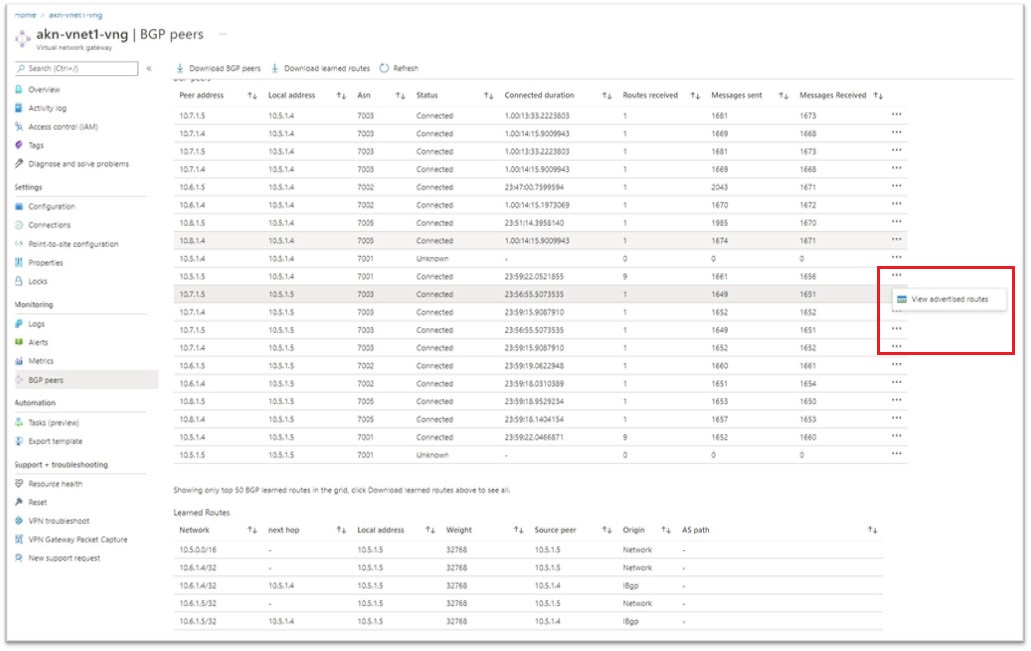 Home / akn-vnet1-vng
akn-vnet1-vng | BGP peers ...
Virtual network gateway
Search (Ctrl+/) «
Overview
Activity log
Access control (IAM)
Tags
Diagnose and solve problems
Settings
Configuration
Connections
Point-to-site configuration
Properties
Locks
Monitoring
Logs
Alerts
Metrics
BGP peers
Automation
Tasks (preview)
Export template
Support + troubleshooting
Resource health
Reset
VPN troubleshoot
VPN Gateway Packet Capture
New support request
Download BGP peers Download learned routes Refresh
BGP peers
Peer address ↑↓ Local address ↑↓ Asn ↑↓ Status ↑↓ Connected duration ↑↓ Routes received ↑↓ Messages sent ↑↓ Messages Received ↑↓
10.7.1.5 10.5.1.4 7003 Connected 1.00:13:33.2223803 1 1681 1673 ...
10.7.1.4 10.5.1.4 7003 Connected 1.00:14:15.9009943 1 1669 1668 ...
10.7.1.5 10.5.1.4 7003 Connected 1.00:13:33.2223803 1 1681 1673 ...
10.7.1.4 10.5.1.4 7003 Connected 1.00:14:15.9009943 1 1669 1668 ...
10.6.1.5 10.5.1.4 7002 Connected 23:47:00.7599594 1 2043 1671 ...
10.6.1.4 10.5.1.4 7002 Connected 1.00:14:15.1973069 1 1670 1672 ...
10.8.1.5 10.5.1.4 7005 Connected 23:51:14.3958140 1 1985 1670 ...
10.8.1.4 10.5.1.4 7005 Connected 1.00:14:15.9009943 1 1674 1671 ...
10.5.1.4 10.5.1.4 7001 Unknown - 0 0 0 ...
10.5.1.5 10.5.1.4 7001 Connected 23:59:22.0521855 9 1661 1656 ...
10.7.1.5 10.5.1.5 7003 Connected 23:56:55.5073535 1 1649 1651
View advertised routes
10.7.1.4 10.5.1.5 7003 Connected 23:59:15.9087910 1 1652 1652 ...
10.7.1.5 10.5.1.5 7003 Connected 23:56:55.5073535 1 1649 1651 ...
10.7.1.4 10.5.1.5 7003 Connected 23:59:15.9087910 1 1652 1652 ...
10.6.1.5 10.5.1.5 7002 Connected 23:59:19.0622948 1 1660 1661 ...
10.6.1.4 10.5.1.5 7002 Connected 23:59:18.0310389 1 1651 1654 ...
10.8.1.5 10.5.1.5 7005 Connected 23:59:18.9529234 1 1653 1650 ...
10.8.1.4 10.5.1.5 7005 Connected 23:59:18.1404154 1 1657 1653 ...
10.5.1.4 10.5.1.5 7001 Connected 23:59:22.0466871 9 1652 1660 ...
10.5.1.5 10.5.1.5 7001 Unknown - 0 0 0 ...
Showing only top 50 BGP learned routes in the grid, click Download learned routes above to see all.
Learned Routes
Network ↑↓ next hop ↑↓ Local address ↑↓ Weight ↑↓ Source peer ↑↓ Origin ↑↓ AS path ↑↓
10.5.0.0/16 - 10.5.1.5 32768 10.5.1.5 Network -
10.6.1.4/32 - 10.5.1.5 32768 10.5.1.5 Network -
10.6.1.4/32 10.5.1.4 10.5.1.5 32768 10.5.1.4 IBgp -
10.6.1.5/32 - 10.5.1.5 32768 10.5.1.5 Network -
10.6.1.5/32 10.5.1.4 10.5.1.5 32768 10.5.1.4 IBgp -